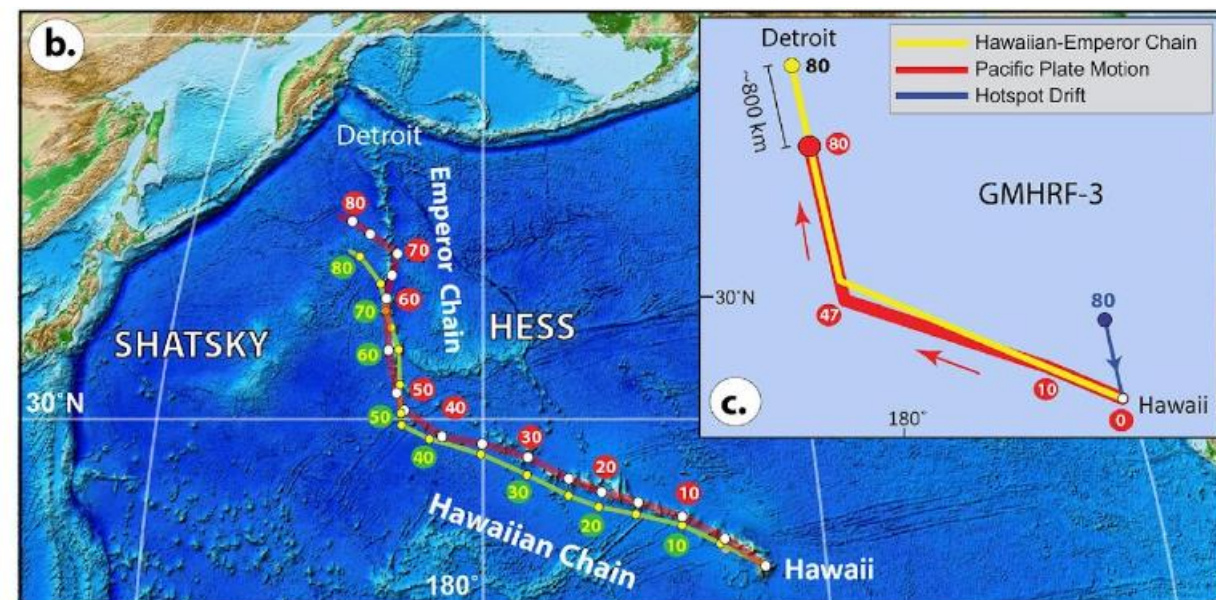 b.
Detroit
Emperor Chain
80
70
60
50
40
30
20
10
80
70
60
50
40
30
20
10
SHATSKY
HESS
30°N
Hawaiian Chain
180°
Hawaii
c.
Detroit
80
~800 km
80
Hawaiian-Emperor Chain
Pacific Plate Motion
Hotspot Drift
GMHRF-3
30°N
47
80
10
180°
0
Hawaii